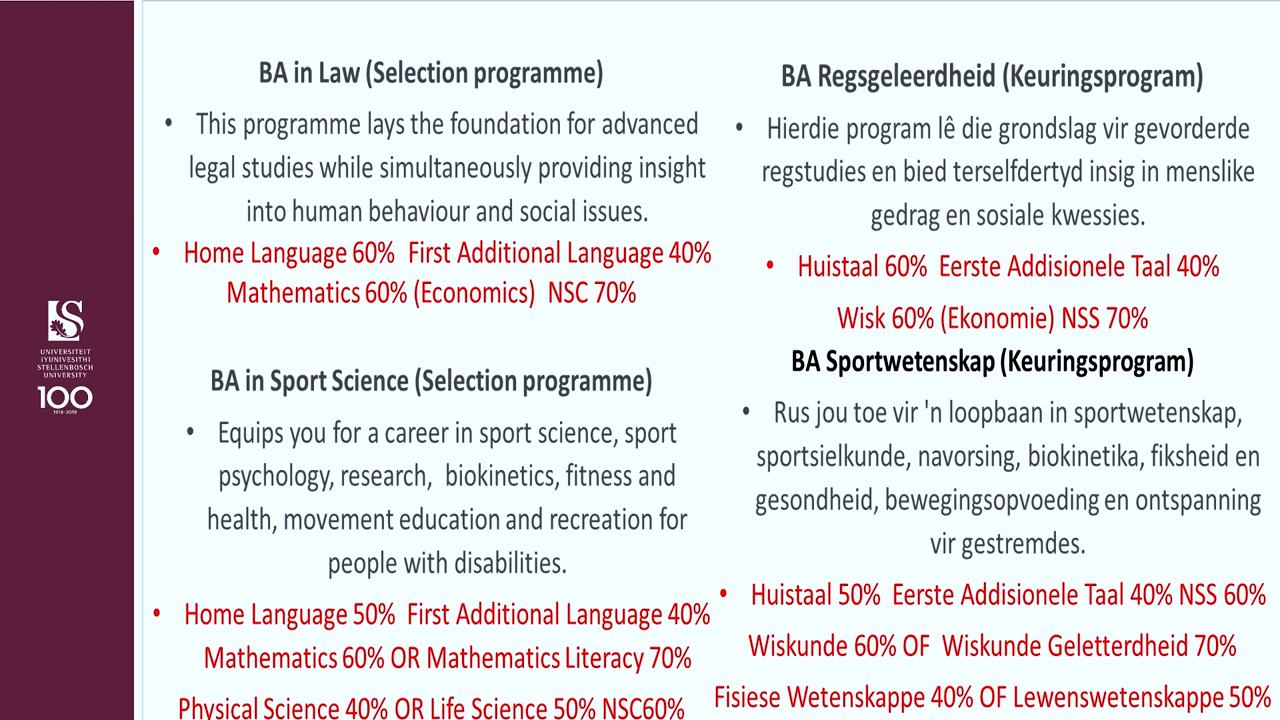 BA in Law (Selection programme)
• This programme lays the foundation for advanced
legal studies while simultaneously providing insight
into human behaviour and social issues.
• Home Language 60% First Additional Language 40%
Mathematics 60% (Economics) NSC 70%
BA in Sport Science (Selection programme)
• Equips you for a career in sport science, sport
psychology, research, biokinetics, fitness and
health, movement education and recreation for
people with disabilities.
• Home Language 50% First Additional Language 40%
Mathematics 60% OR Mathematics Literacy 70%
Physical Science 40% OR Life Science 50% NSC60%
BA Regsgeleerdheid (Keuringsprogram)
• Hierdie program lê die grondslag vir gevorderde
regstudies en bied terselfdertyd insig in menslike
gedrag en sosiale kwessies.
• Huistaal 60% Eerste Addisionele Taal 40%
Wisk 60% (Ekonomie) NSS 70%
BA Sportwetenskap (Keuringsprogram)
• Rus jou toe vir 'n loopbaan in sportwetenskap,
sportsielkunde, navorsing, biokinetika, fiksheid en
gesondheid, bewegingsopvoeding en ontspanning
vir gestremdes.
• Huistaal 50% Eerste Addisionele Taal 40% NSS 60%
Wiskunde 60% OF Wiskunde Geletterdheid 70%
Fisiese Wetenskappe 40% OF Lewenswetenskappe 50%
UNIVERSITEIT
iYUNIVESITHI
STELLENBOSCH
UNIVERSITY
100
1918·2018